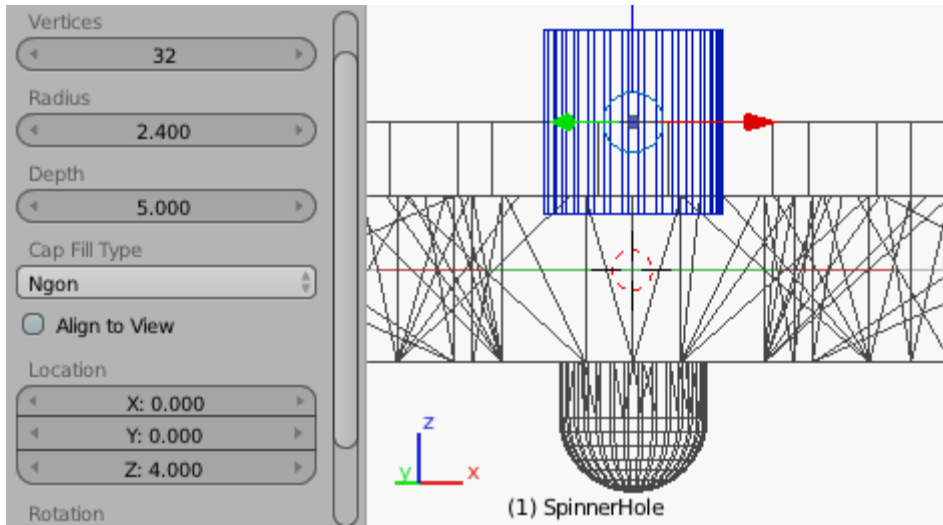 Vertices
32
Radius
2.400
Depth
5.000
Cap Fill Type
Ngon
Align to View
Location
X: 0.000
Y: 0.000
Z: 4.000
Rotation
z
y x
(1) SpinnerHole